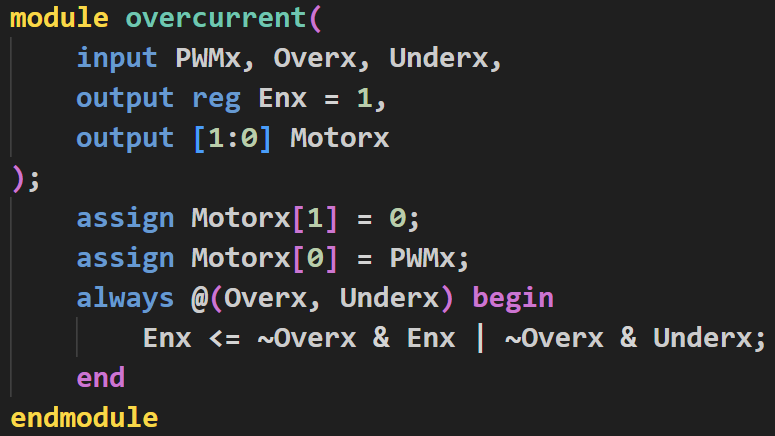 module overcurrent(
    input PWMx, Overx, Underx,
    output reg Enx = 1,
    output [1:0] Motorx
);
    assign Motorx[1] = 0;
    assign Motorx[0] = PWMx;
    always @(Overx, Underx) begin
        Enx <= ~Overx & Enx | ~Overx & Underx;
    end
endmodule